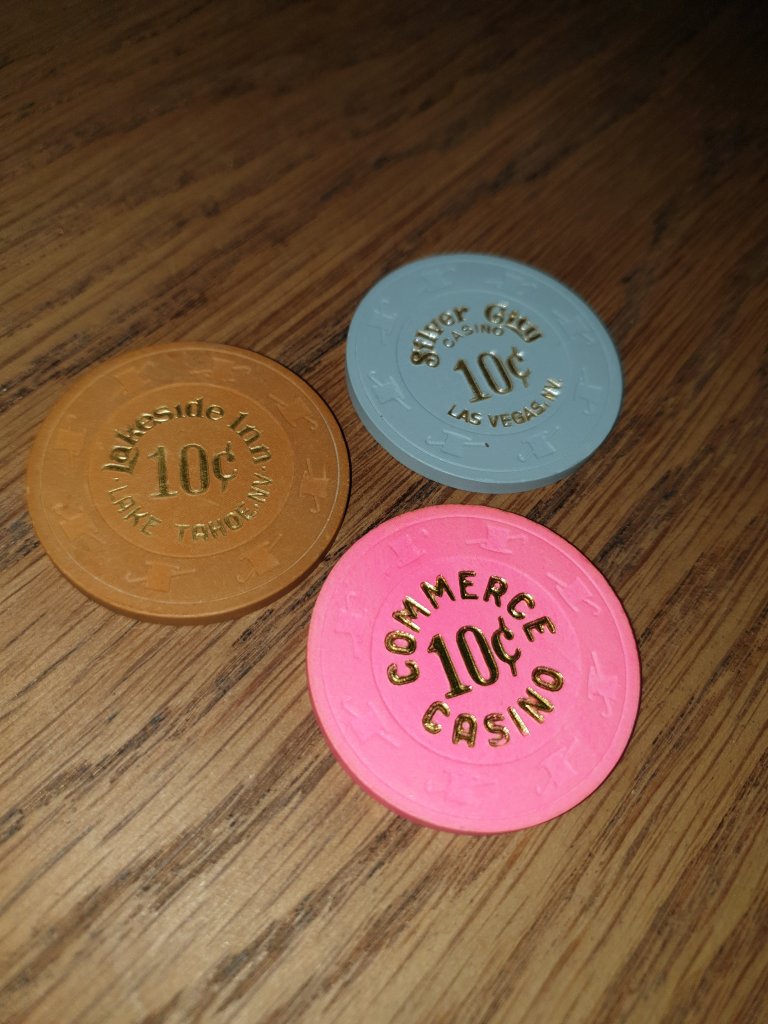 Silver City
CASINO
10¢
LAS VEGAS, NV.
Lakeside Inn
10¢
· LAKE TAHOE, NV. ·
COMMERCE
10¢
CASINO